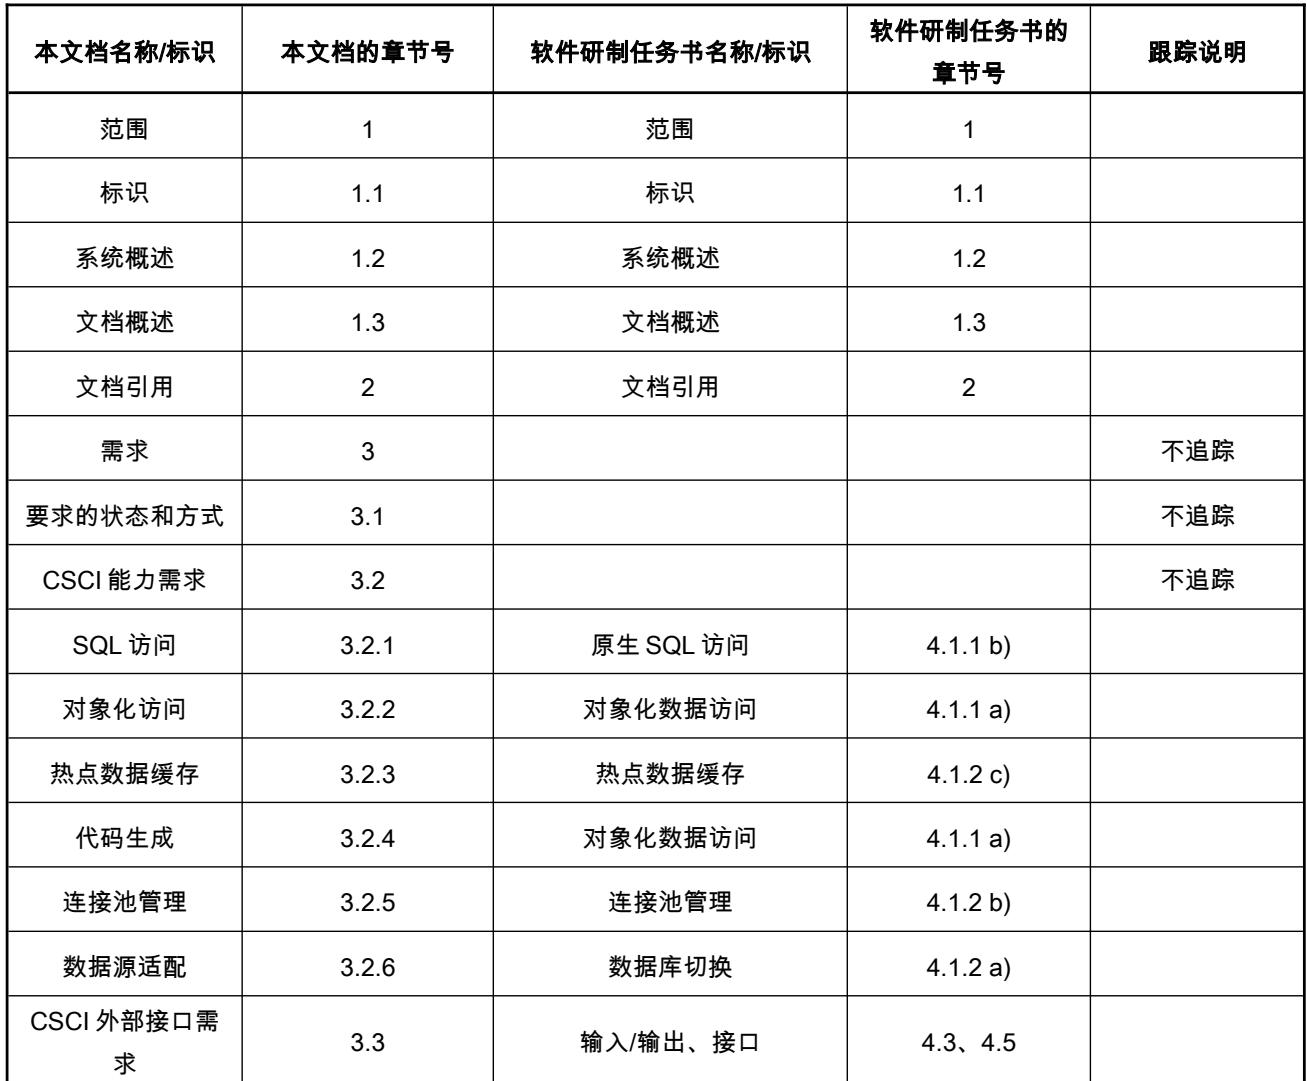 本文档名称/标识 本文档的章节号 软件研制任务书名称/标识 软件研制任务书的章节号 跟踪说明
范围 1 范围 1
标识 1.1 标识 1.1
系统概述 1.2 系统概述 1.2
文档概述 1.3 文档概述 1.3
文档引用 2 文档引用 2
需求 3 不追踪
要求的状态和方式 3.1 不追踪
CSCI 能力需求 3.2 不追踪
SQL 访问 3.2.1 原生 SQL 访问 4.1.1 b)
对象化访问 3.2.2 对象化数据访问 4.1.1 a)
热点数据缓存 3.2.3 热点数据缓存 4.1.2 c)
代码生成 3.2.4 对象化数据访问 4.1.1 a)
连接池管理 3.2.5 连接池管理 4.1.2 b)
数据源适配 3.2.6 数据库切换 4.1.2 a)
CSCI 外部接口需求 3.3 输入/输出、接口 4.3、4.5